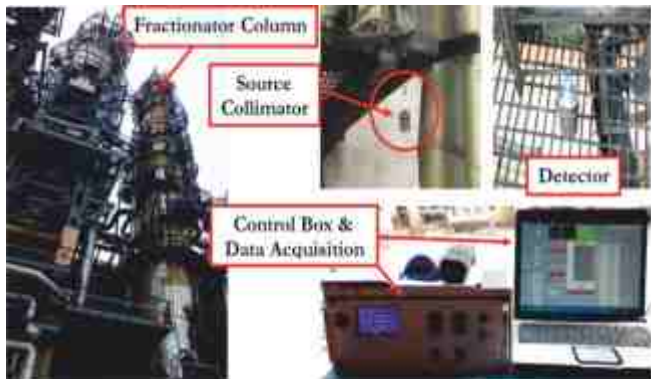 Fractionator Column
Source
Collimator
Detector
Control Box &
Data Acquisition